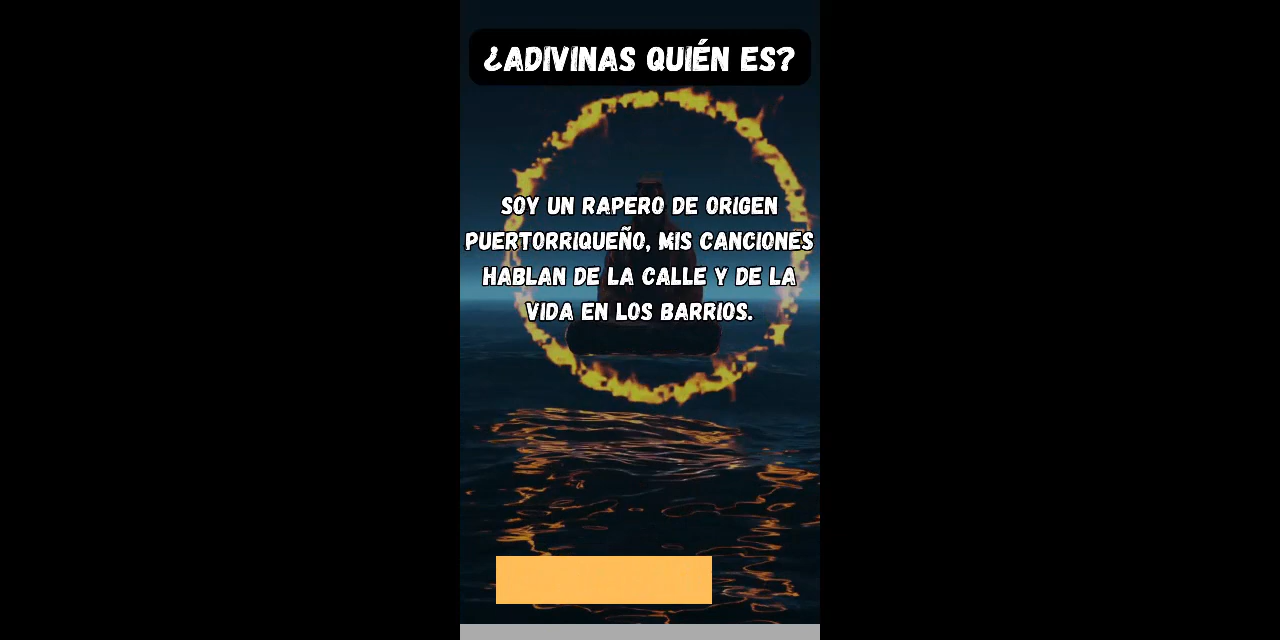 ¿ADIVINAS QUIÉN ES?
SOY UN RAPERO DE ORIGEN
PUERTORRIQUEÑO, MIS CANCIONES
HABLAN DE LA CALLE Y DE LA
VIDA EN LOS BARRIOS.